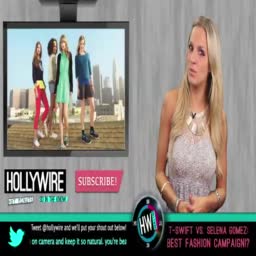 HOLLYWIRE
SUBSCRIBE!
HW
T-SWIFT VS. SELENA GOMEZ:
BEST FASHION CAMPAIGN!?
Tweet @hollywire and we'll put your shout out below!
on camera and keep it so natural. you're bea